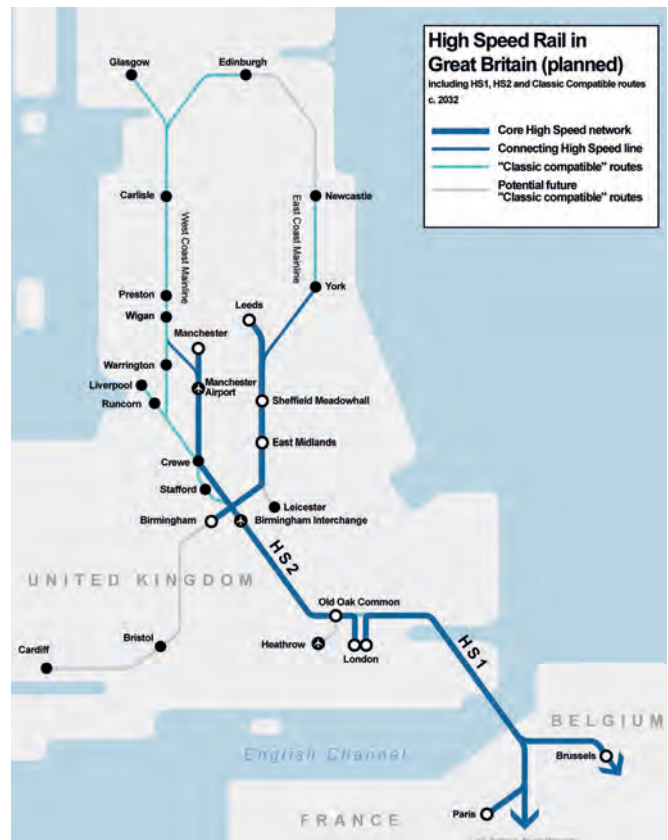 High Speed Rail in
Great Britain (planned)
Including HS1, HS2 and Classic Compatible routes
c. 2032
Core High Speed network
Connecting High Speed line
"Classic compatible" routes
Potential future
"Classic compatible" routes
Glasgow
Edinburgh
Carlisle
Newcastle
West Coast Mainline
East Coast Mainline
York
Preston
Leeds
Wigan
Manchester
Warrington
Liverpool
Manchester
Airport
Runcorn
Sheffield Meadowhall
East Midlands
Crewe
Stafford
Leicester
Birmingham
Birmingham Interchange
HS2
UNITED KINGDOM
Old Oak Common
Bristol
Heathrow
London
Cardiff
HS1
BELGIUM
English Channel
Brussels
Paris
FRANCE